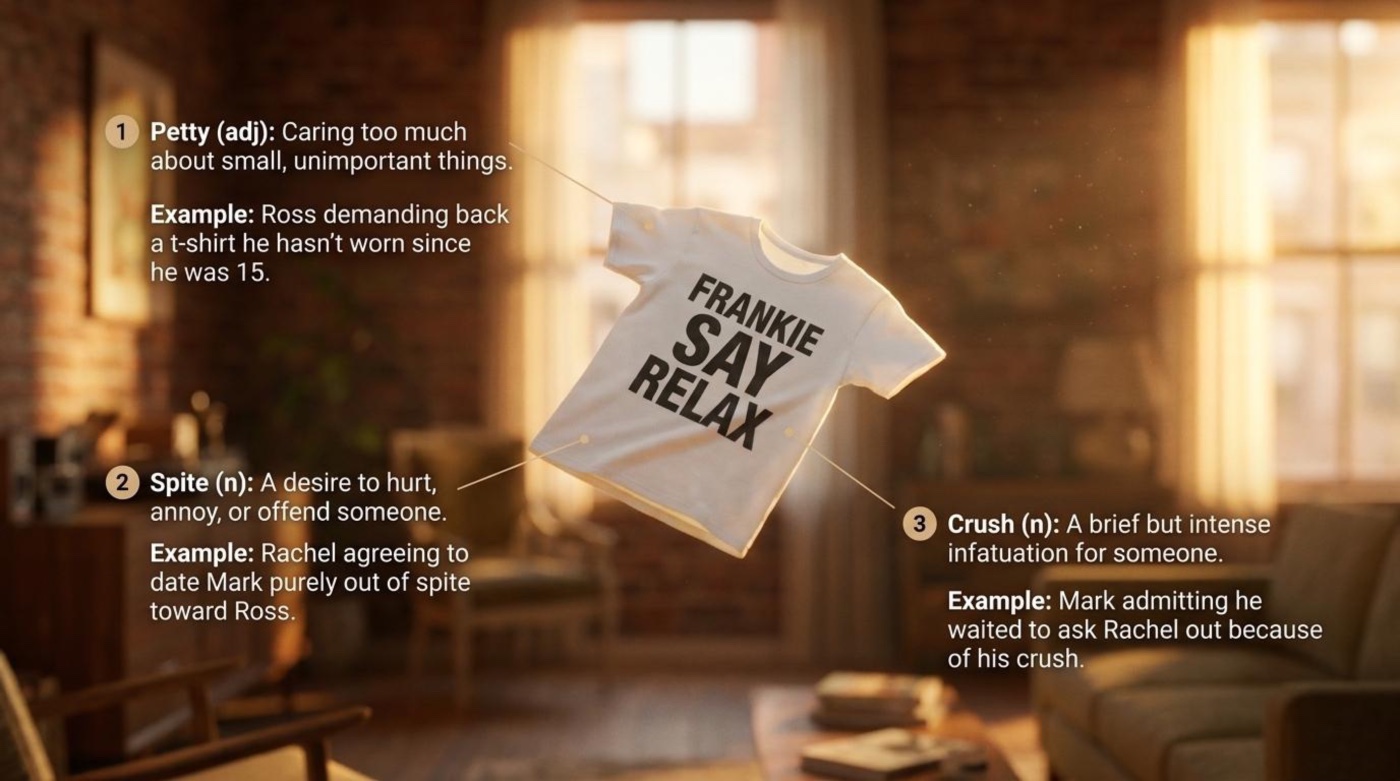 1 Petty (adj): Caring too much
about small, unimportant things.
Example: Ross demanding back
a t-shirt he hasn't worn since
he was 15.
FRANKIE
SAY
RELAX
2 Spite (n): A desire to hurt,
annoy, or offend someone.
Example: Rachel agreeing to
date Mark purely out of spite
toward Ross.
3 Crush (n): A brief but intense
infatuation for someone.
Example: Mark admitting he
waited to ask Rachel out because
of his crush.